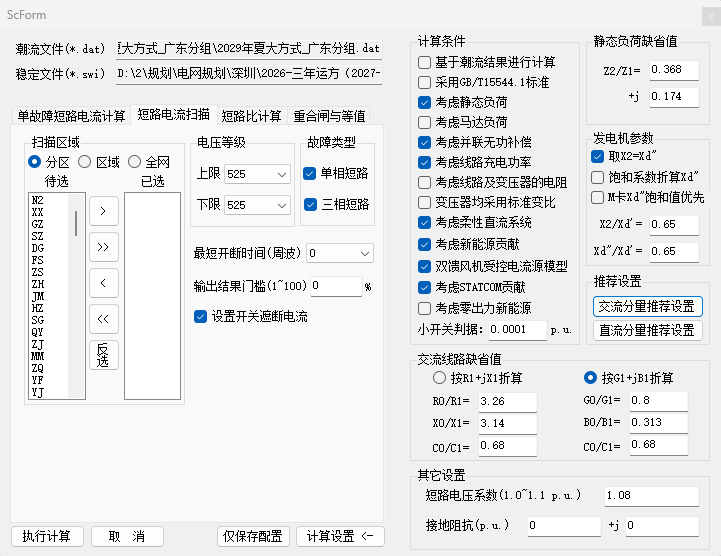 ScForm
潮流文件(*.dat) 夏大方式_广东分组\2029年夏大方式_广东分组.dat
稳定文件(*.swi) D:\2\规划\电网规划\深圳\2026-三年运方（2027-
单故障短路电流计算 短路电流扫描 短路比计算 重合闸与等值
扫描区域
分区 区域 全网
待选 已选
N2
XX
GZ
SZ
DG
FS
ZS
ZH
JM
HZ
SG
QY
ZJ
MM
ZQ
YF
YJ
>
>>
<
<<
反选
电压等级
上限 525
下限 525
故障类型
单相短路
三相短路
最短开断时间(周波) 0
输出结果门槛(1~100) 0 %
设置开关遮断电流
执行计算 取 消 仅保存配置 计算设置 <-
计算条件
基于潮流结果进行计算
采用GB/T15544.1标准
考虑静态负荷
考虑马达负荷
考虑并联无功补偿
考虑线路充电功率
考虑线路及变压器的电阻
变压器均采用标准变比
考虑柔性直流系统
考虑新能源贡献
双馈风机受控电流源模型
考虑STATCOM贡献
考虑零出力新能源
小开关判据: 0.0001 p.u.
静态负荷缺省值
Z2/Z1= 0.368
+j 0.174
发电机参数
取X2=Xd"
饱和系数折算Xd"
M卡Xd"饱和值优先
X2/Xd'= 0.65
Xd"/Xd'= 0.65
推荐设置
交流分量推荐设置
直流分量推荐设置
交流线路缺省值
按R1+jX1折算 按G1+jB1折算
R0/R1= 3.26 G0/G1= 0.8
X0/X1= 3.14 B0/B1= 0.313
C0/C1= 0.68 C0/C1= 0.68
其它设置
短路电压系数(1.0~1.1 p.u.) 1.08
接地阻抗(p.u.) 0 +j 0